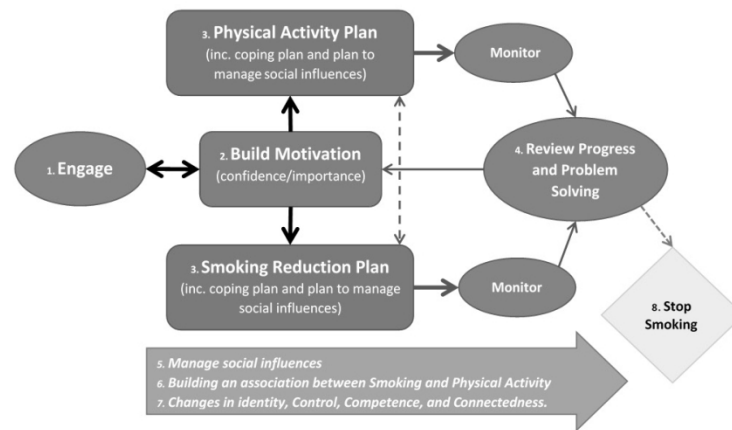 3. Physical Activity Plan
(inc. coping plan and plan to
manage social influences)
Monitor
1. Engage
2. Build Motivation
(confidence/importance)
4. Review Progress
and Problem
Solving
3. Smoking Reduction Plan
(inc. coping plan and plan to manage
social influences)
Monitor
8. Stop
Smoking
5. Manage social influences
6. Building an association between Smoking and Physical Activity
7. Changes in identity, Control, Competence, and Connectedness.